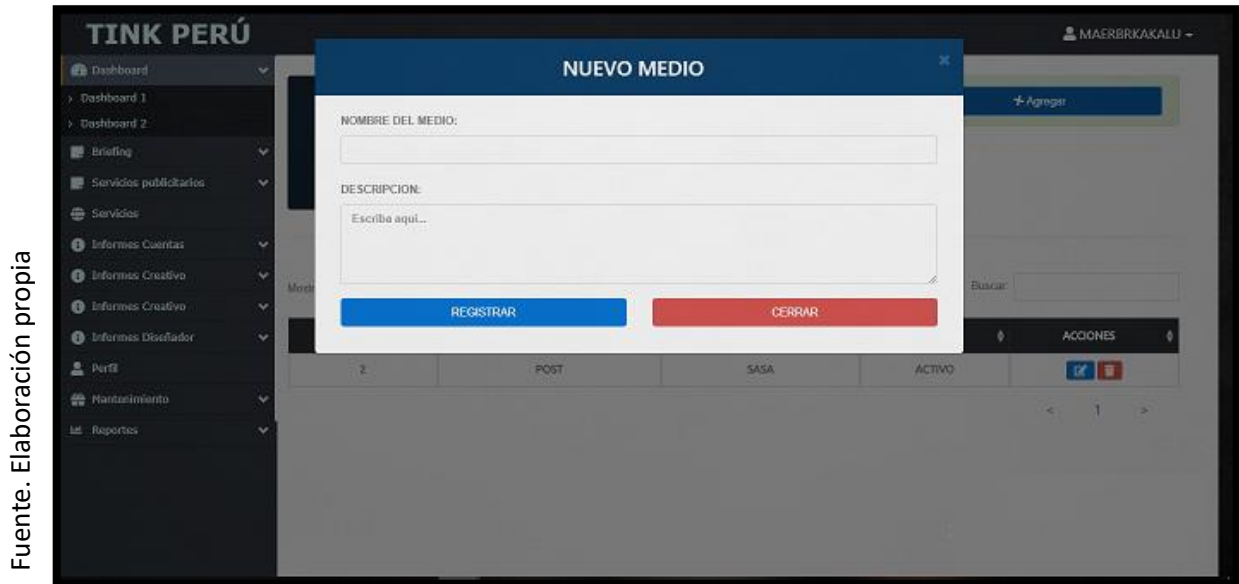 TINK PERÚ
MAERBRKAKALU
Dashboard
Dashboard 1
Dashboard 2
Briefing
Servicios publicitarios
Servicios
Informes Cuentas
Informes Creativo
Informes Creativo
Informes Diseñador
Perfil
Mantenimiento
Reportes
NUEVO MEDIO
×
NOMBRE DEL MEDIO:
DESCRIPCION:
Escriba aqui...
REGISTRAR CERRAR
+ Agregar
Buscar:
ACCIONES
2 POST SASA ACTIVO
< 1 >
Fuente. Elaboración propia